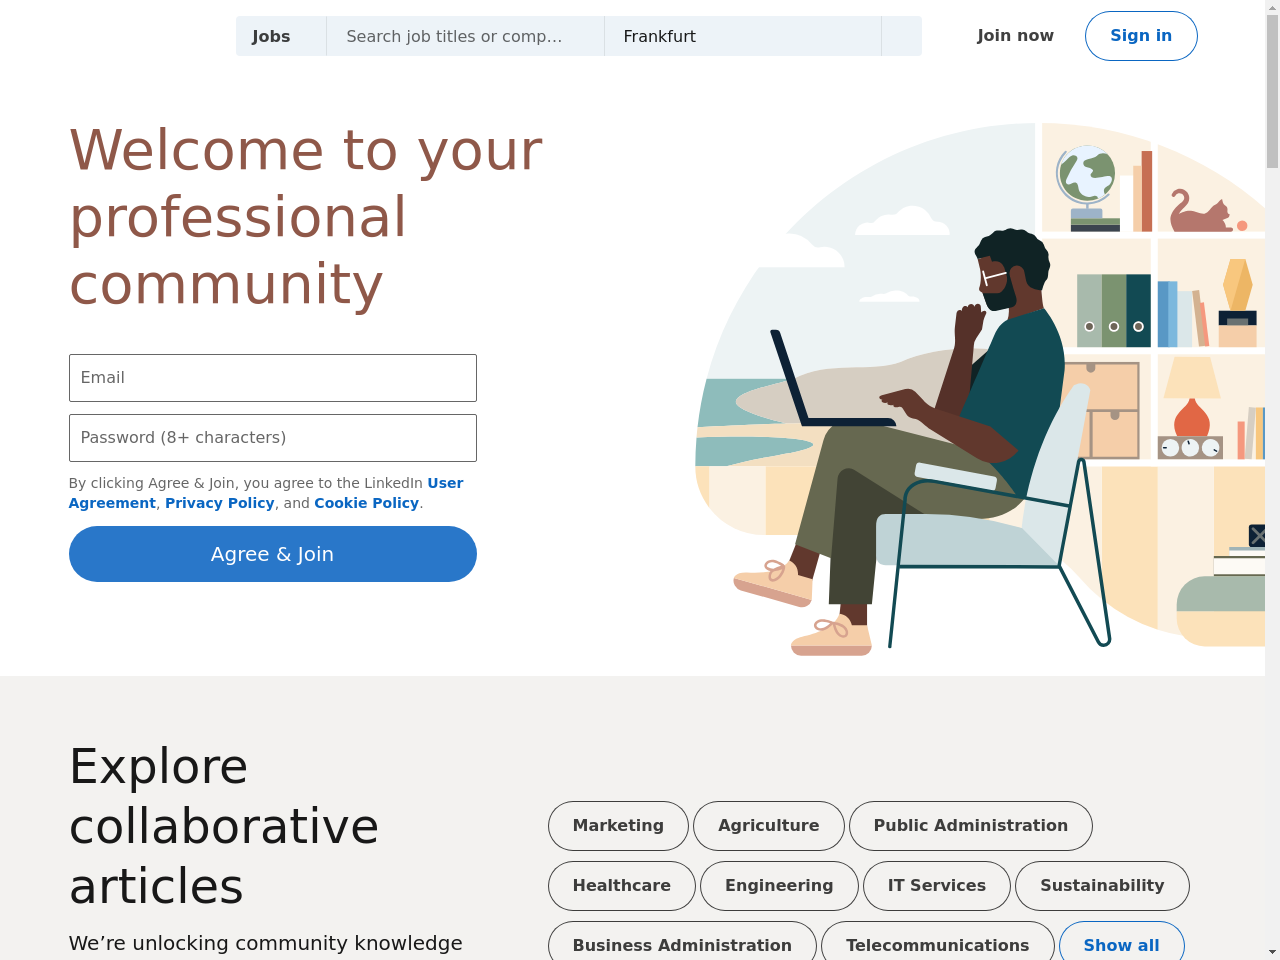 Jobs
Search job titles or comp…
Frankfurt
Join now
Sign in
Welcome to your
professional
community
Email
Password (8+ characters)
By clicking Agree & Join, you agree to the LinkedIn User
Agreement, Privacy Policy, and Cookie Policy.
Agree & Join
Explore
collaborative
articles
We’re unlocking community knowledge
Marketing
Agriculture
Public Administration
Healthcare
Engineering
IT Services
Sustainability
Business Administration
Telecommunications
Show all